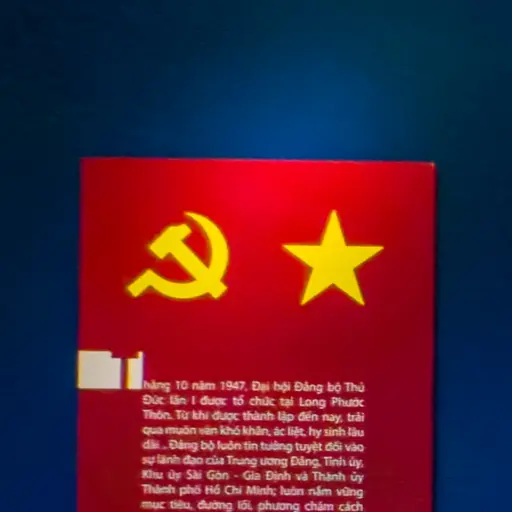 Tháng 10 năm 1947, Đại hội Đảng bộ Thủ
Đức lần I được tổ chức tại Long Phước
Thôn. Từ khi được thành lập đến nay, trải
qua muôn vàn khó khăn, ác liệt, hy sinh lâu
dài... Đảng bộ luôn tin tưởng tuyệt đối vào
sự lãnh đạo của Trung ương Đảng, Tỉnh ủy,
Khu ủy Sài Gòn - Gia Định và Thành ủy
Thành phố Hồ Chí Minh; luôn nắm vững
mục tiêu, đường lối, phương châm cách